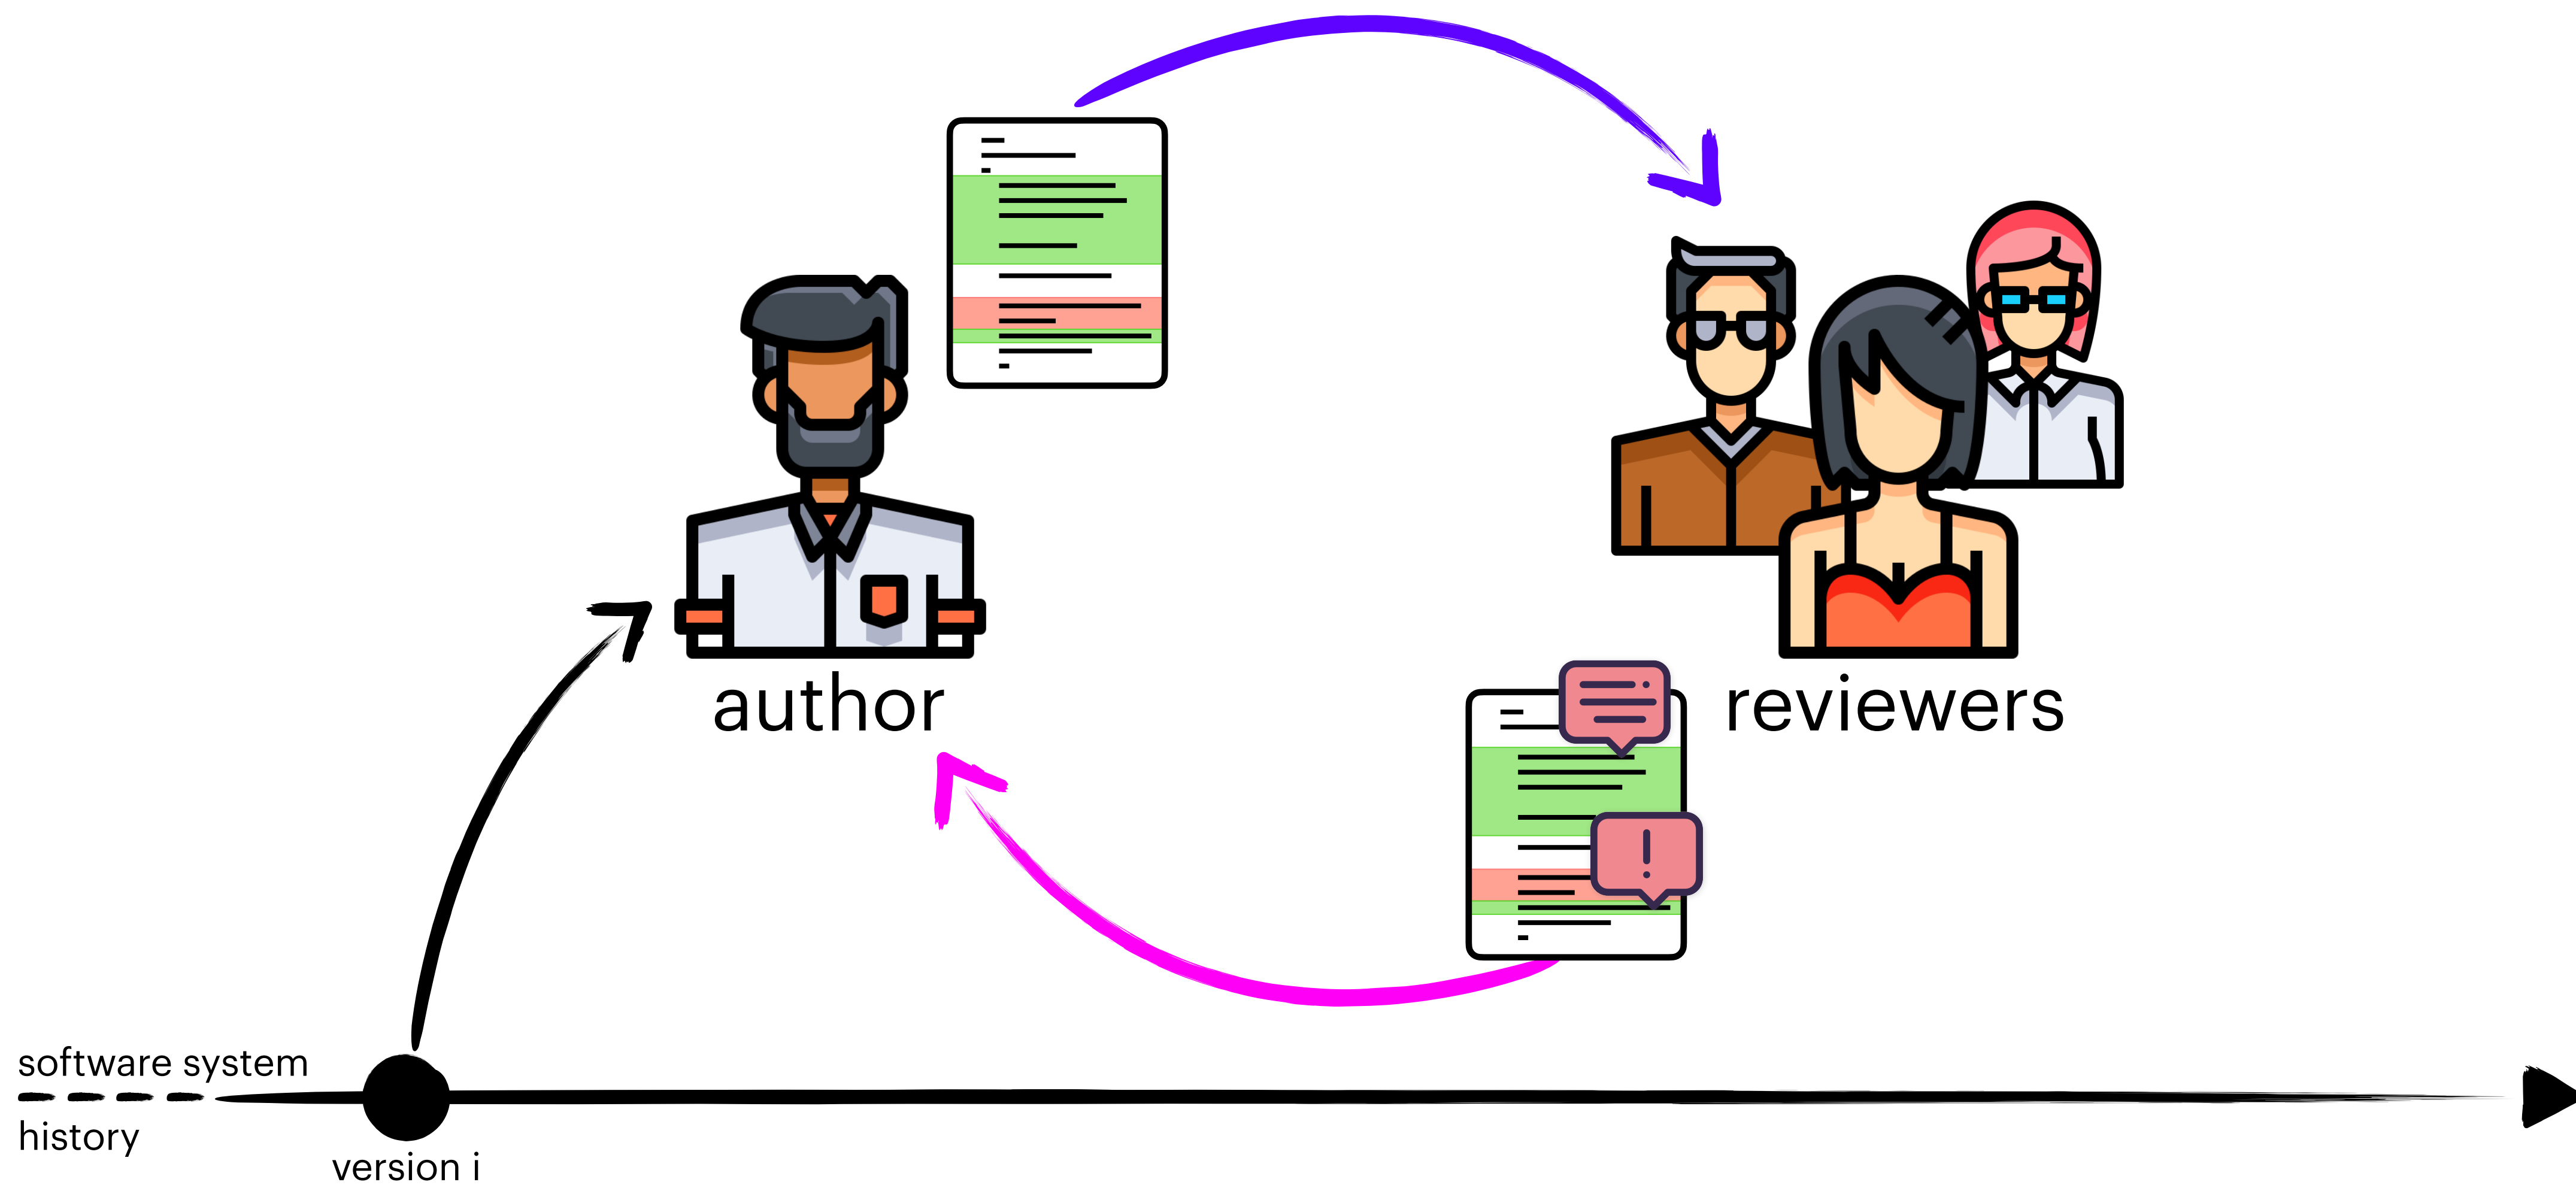 author
reviewers
software system
history
version i